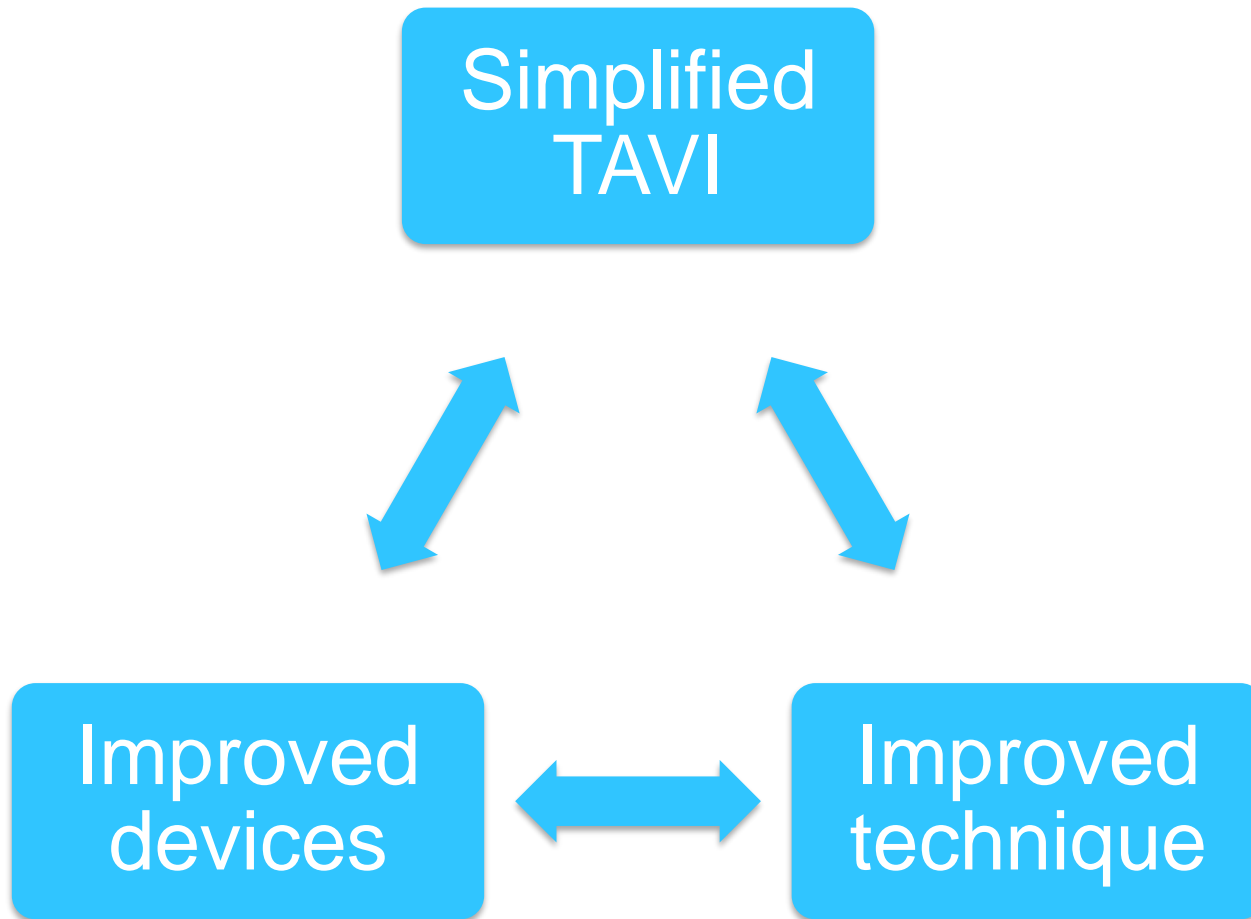 Simplified
TAVI
Improved
devices
Improved
technique